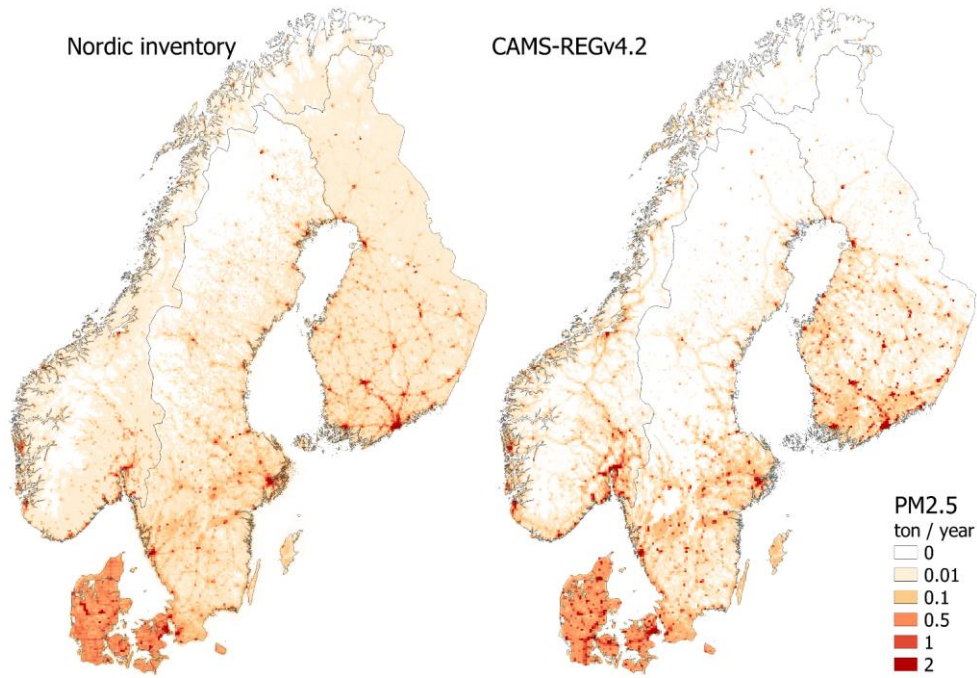 Nordic inventory
CAMS-REGv4.2
PM2.5
ton / year
0
0.01
0.1
0.5
1
2